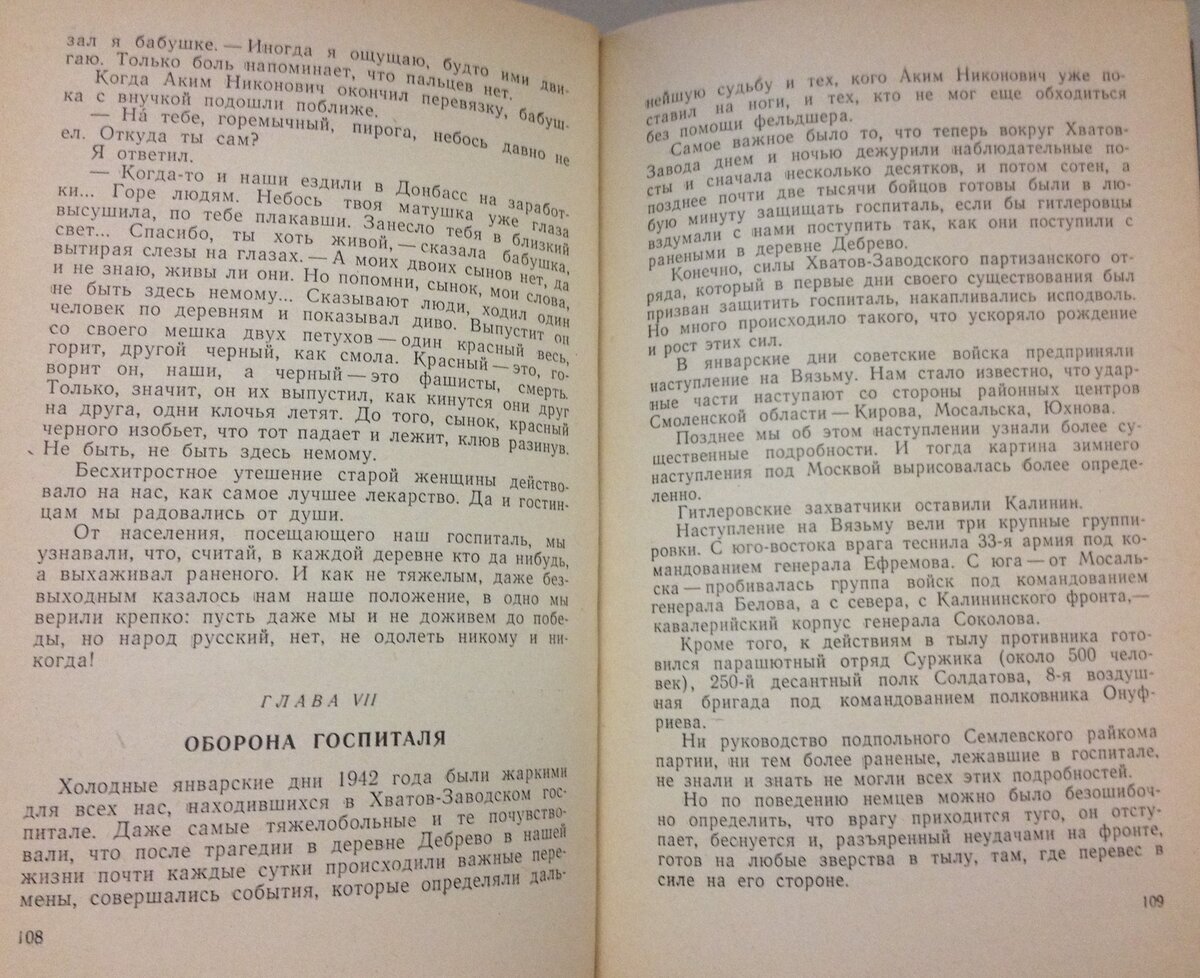 зал я бабушке. — Иногда я ощущаю, будто ими дви-
гаю. Только боль напоминает, что пальцев нет.
Когда Аким Никонович окончил перевязку, бабуш-
ка с внучкой подошли поближе.
— На́ тебе, горемычный, пирога, небось давно не
ел. Откуда ты сам?
Я ответил.
— Когда-то и наши ездили в Донбасс на заработ-
ки... Горе людям. Небось твоя матушка уже глаза
высушила, по тебе плакавши. Занесло тебя в близкий
свет... Спасибо, ты хоть живой, — сказала бабушка,
вытирая слезы на глазах. — А моих двоих сынов нет, да
и не знаю, живы ли они. Но попомни, сынок, мои слова,
не быть здесь немому... Сказывают люди, ходил один
человек по деревням и показывал диво. Выпустит он
со своего мешка двух петухов — один красный весь,
горит, другой черный, как смола. Красный — это, го-
ворит он, наши, а черный — это фашисты, смерть.
Только, значит, он их выпустил, как кинутся они друг
на друга, одни клочья летят. До того, сынок, красный
черного изобьет, что тот падает и лежит, клюв разинув.
Не быть, не быть здесь немому.
Бесхитростное утешение старой женщины действо-
вало на нас, как самое лучшее лекарство. Да и гостин-
цам мы радовались от души.
От населения, посещающего наш госпиталь, мы
узнавали, что, считай, в каждой деревне кто да нибудь,
а выхаживал раненого. И как не тяжелым, даже без-
выходным казалось нам наше положение, в одно мы
верили крепко: пусть даже мы и не доживем до побе-
ды, но народ русский, нет, не одолеть никому и ни-
когда!
ГЛАВА VII
ОБОРОНА ГОСПИТАЛЯ
Холодные январские дни 1942 года были жаркими
для всех нас, находившихся в Хватов-Заводском гос-
питале. Даже самые тяжелобольные и те почувство-
вали, что после трагедии в деревне Дебрево в нашей
жизни почти каждые сутки происходили важные пере-
мены, совершались события, которые определяли даль-
108
нейшую судьбу и тех, кого Аким Никонович уже по-
ставил на ноги, и тех, кто не мог еще обходиться
без помощи фельдшера.
Самое важное было то, что теперь вокруг Хватов-
Завода днем и ночью дежурили наблюдательные по-
сты и сначала несколько десятков, и потом сотен, а
позднее почти две тысячи бойцов готовы были в лю-
бую минуту защищать госпиталь, если бы гитлеровцы
вздумали с нами поступить так, как они поступили с
ранеными в деревне Дебрево.
Конечно, силы Хватов-Заводского партизанского от-
ряда, который в первые дни своего существования был
призван защитить госпиталь, накапливались исподволь.
Но много происходило такого, что ускоряло рождение
и рост этих сил.
В январские дни советские войска предприняли
наступление на Вязьму. Нам стало известно, что удар-
ные части наступают со стороны районных центров
Смоленской области — Кирова, Мосальска, Юхнова.
Позднее мы об этом наступлении узнали более су-
щественные подробности. И тогда картина зимнего
наступления под Москвой вырисовалась более опреде-
ленно.
Гитлеровские захватчики оставили Калинин.
Наступление на Вязьму вели три крупные группи-
ровки. С юго-востока врага теснила 33-я армия под ко-
мандованием генерала Ефремова. С юга — от Мосаль-
ска — пробивалась группа войск под командованием
генерала Белова, а с севера, с Калининского фронта, —
кавалерийский корпус генерала Соколова.
Кроме того, к действиям в тылу противника гото-
вился парашютный отряд Суржика (около 500 чело-
век), 250-й десантный полк Солдатова, 8-я воздуш-
ная бригада под командованием полковника Онуф-
риева.
Ни руководство подпольного Семлевского райкома
партии, ни тем более раненые, лежавшие в госпитале,
не знали и знать не могли всех этих подробностей.
Но по поведению немцев можно было безошибоч-
но определить, что врагу приходится туго, он отсту-
пает, беснуется и, разъяренный неудачами на фронте,
готов на любые зверства в тылу, там, где перевес в
силе на его стороне.
109